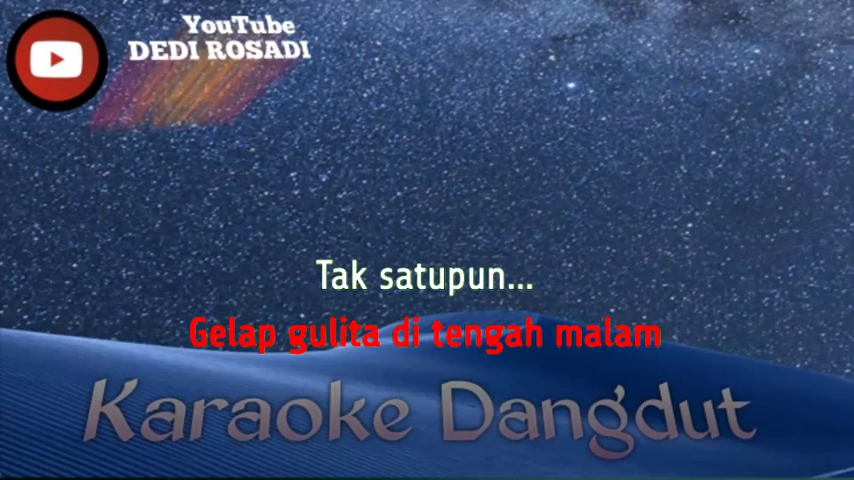 YouTube
DEDI ROSADI
Tak satupun...
Gelap gulita di tengah malam
Karaoke Dangdut